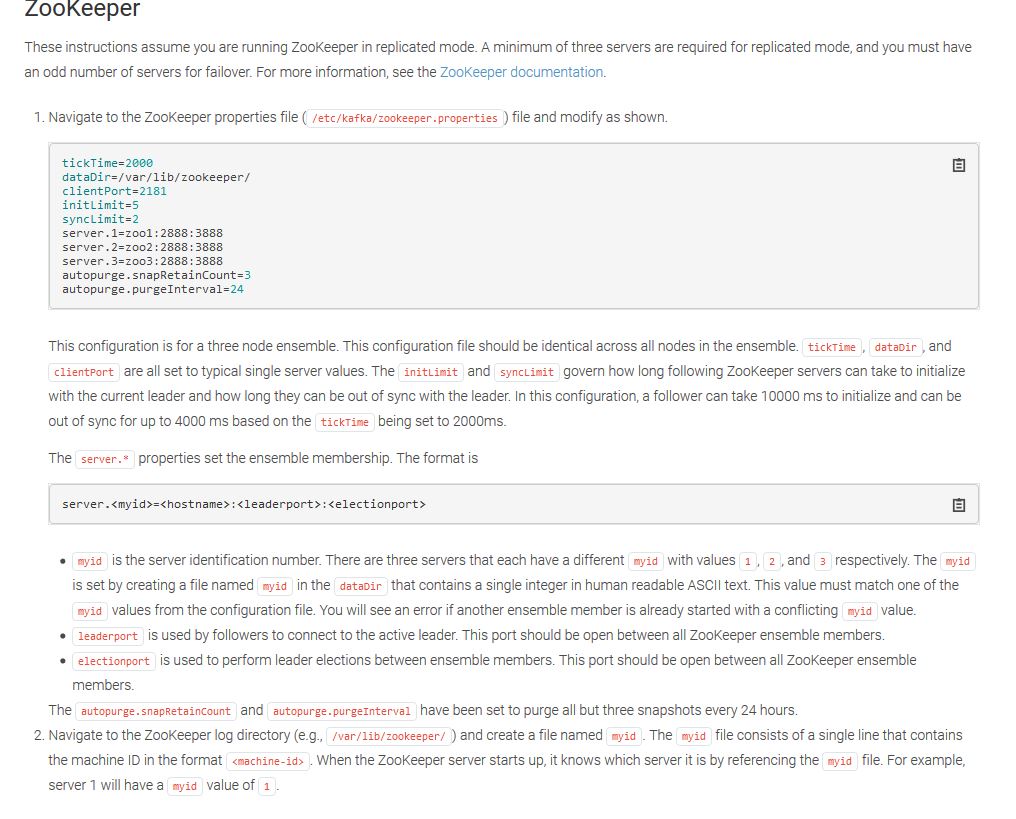 ZooKeeper
These instructions assume you are running ZooKeeper in replicated mode. A minimum of three servers are required for replicated mode, and you must have
an odd number of servers for failover. For more information, see the ZooKeeper documentation.
1. Navigate to the ZooKeeper properties file ( /etc/kafka/zookeeper.properties ) file and modify as shown.
tickTime=2000
dataDir=/var/lib/zookeeper/
clientPort=2181
initLimit=5
syncLimit=2
server.1=zoo1:2888:3888
server.2=zoo2:2888:3888
server.3=zoo3:2888:3888
autopurge.snapRetainCount=3
autopurge.purgeInterval=24
This configuration is for a three node ensemble. This configuration file should be identical across all nodes in the ensemble. tickTime , dataDir , and
clientPort are all set to typical single server values. The initLimit and syncLimit govern how long following ZooKeeper servers can take to initialize
with the current leader and how long they can be out of sync with the leader. In this configuration, a follower can take 10000 ms to initialize and can be
out of sync for up to 4000 ms based on the tickTime being set to 2000ms.
The server.* properties set the ensemble membership. The format is
server.<myid>=<hostname>:<leaderport>:<electionport>
• myid is the server identification number. There are three servers that each have a different myid with values 1 , 2 , and 3 respectively. The myid
is set by creating a file named myid in the dataDir that contains a single integer in human readable ASCII text. This value must match one of the
myid values from the configuration file. You will see an error if another ensemble member is already started with a conflicting myid value.
• leaderport is used by followers to connect to the active leader. This port should be open between all ZooKeeper ensemble members.
• electionport is used to perform leader elections between ensemble members. This port should be open between all ZooKeeper ensemble
members.
The autopurge.snapRetainCount and autopurge.purgeInterval have been set to purge all but three snapshots every 24 hours.
2. Navigate to the ZooKeeper log directory (e.g., /var/lib/zookeeper/ ) and create a file named myid . The myid file consists of a single line that contains
the machine ID in the format <machine-id> . When the ZooKeeper server starts up, it knows which server it is by referencing the myid file. For example,
server 1 will have a myid value of 1 .